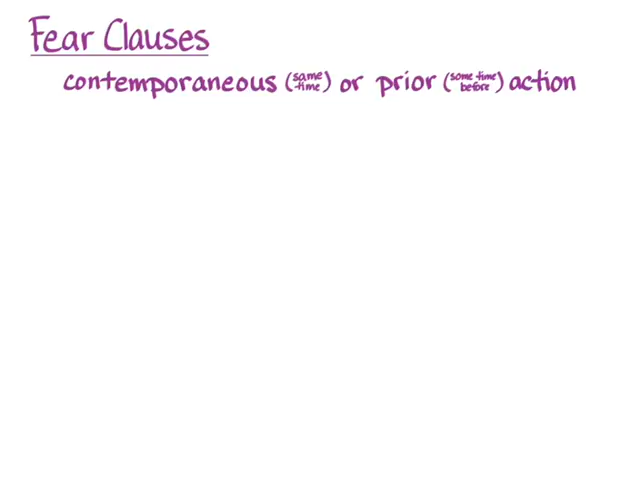 Fear Clauses
contemporaneous (same time) or prior (some time before) action